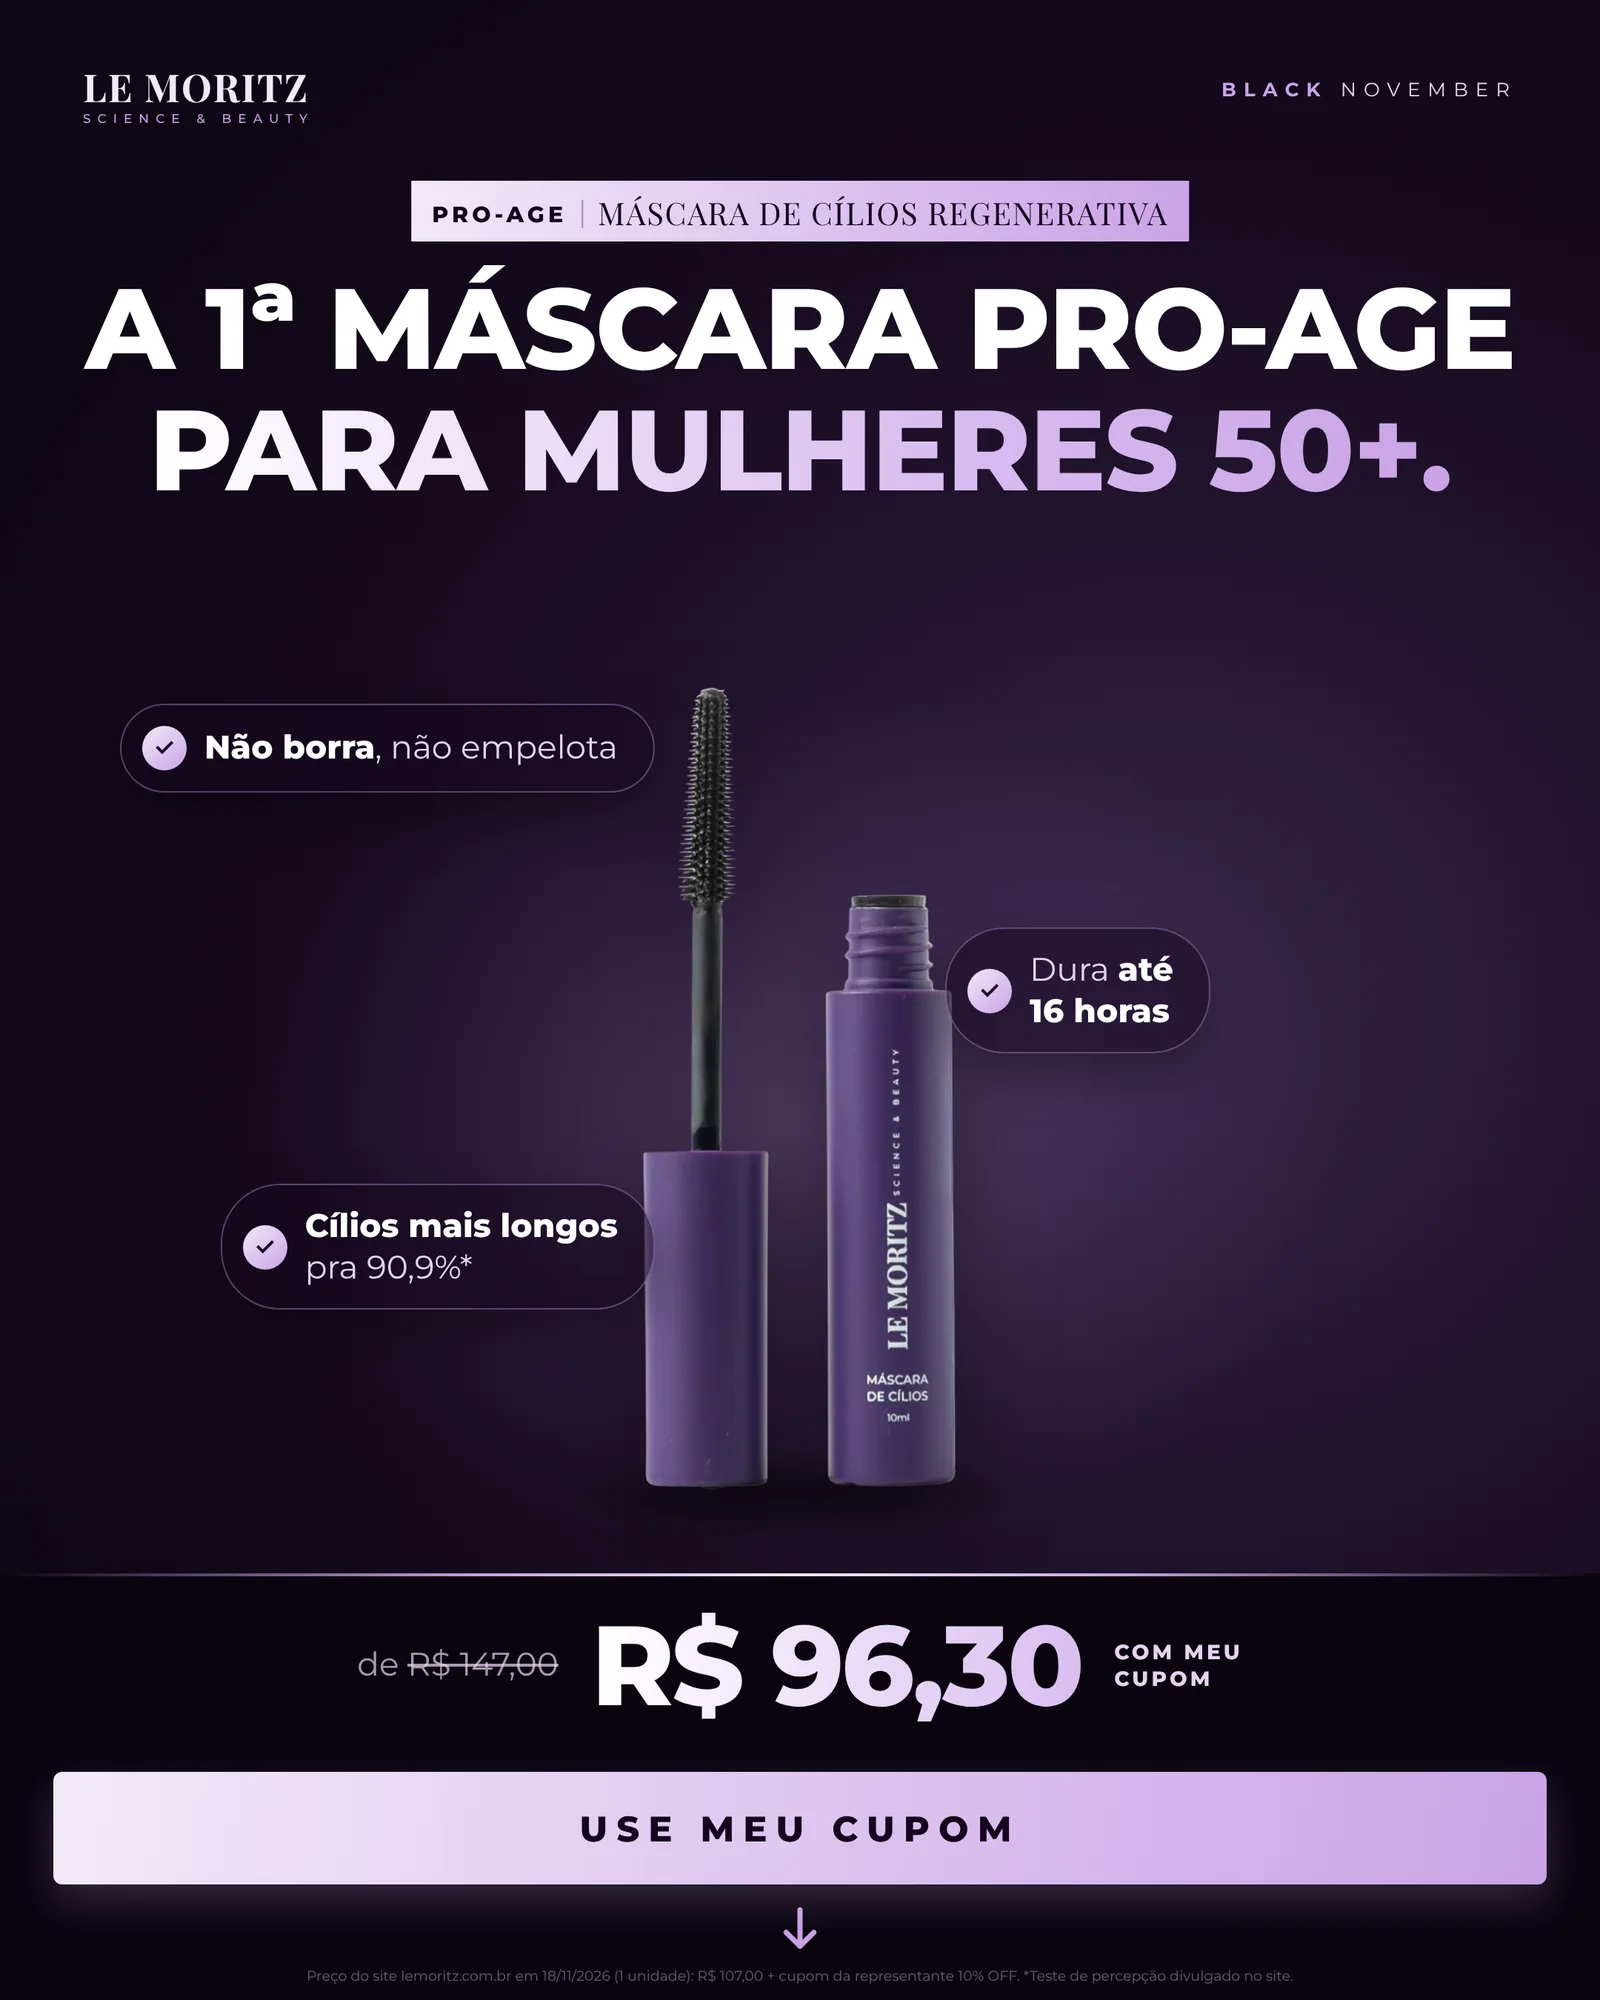 LE MORITZ
SCIENCE & BEAUTY
BLACK NOVEMBER
PRO-AGE | MÁSCARA DE CÍLIOS REGENERATIVA
A 1ª MÁSCARA PRO-AGE
PARA MULHERES 50+.
Não borra, não empelota
Dura até
16 horas
Cílios mais longos
pra 90,9%*
LE MORITZ
SCIENCE & BEAUTY
MÁSCARA
DE CÍLIOS
10ml
de R$ 147,00
R$ 96,30
COM MEU
CUPOM
USE MEU CUPOM
Preço do site lemoritz.com.br em 18/11/2026 (1 unidade): R$ 107,00 + cupom da representante 10% OFF. *Teste de percepção divulgado no site.